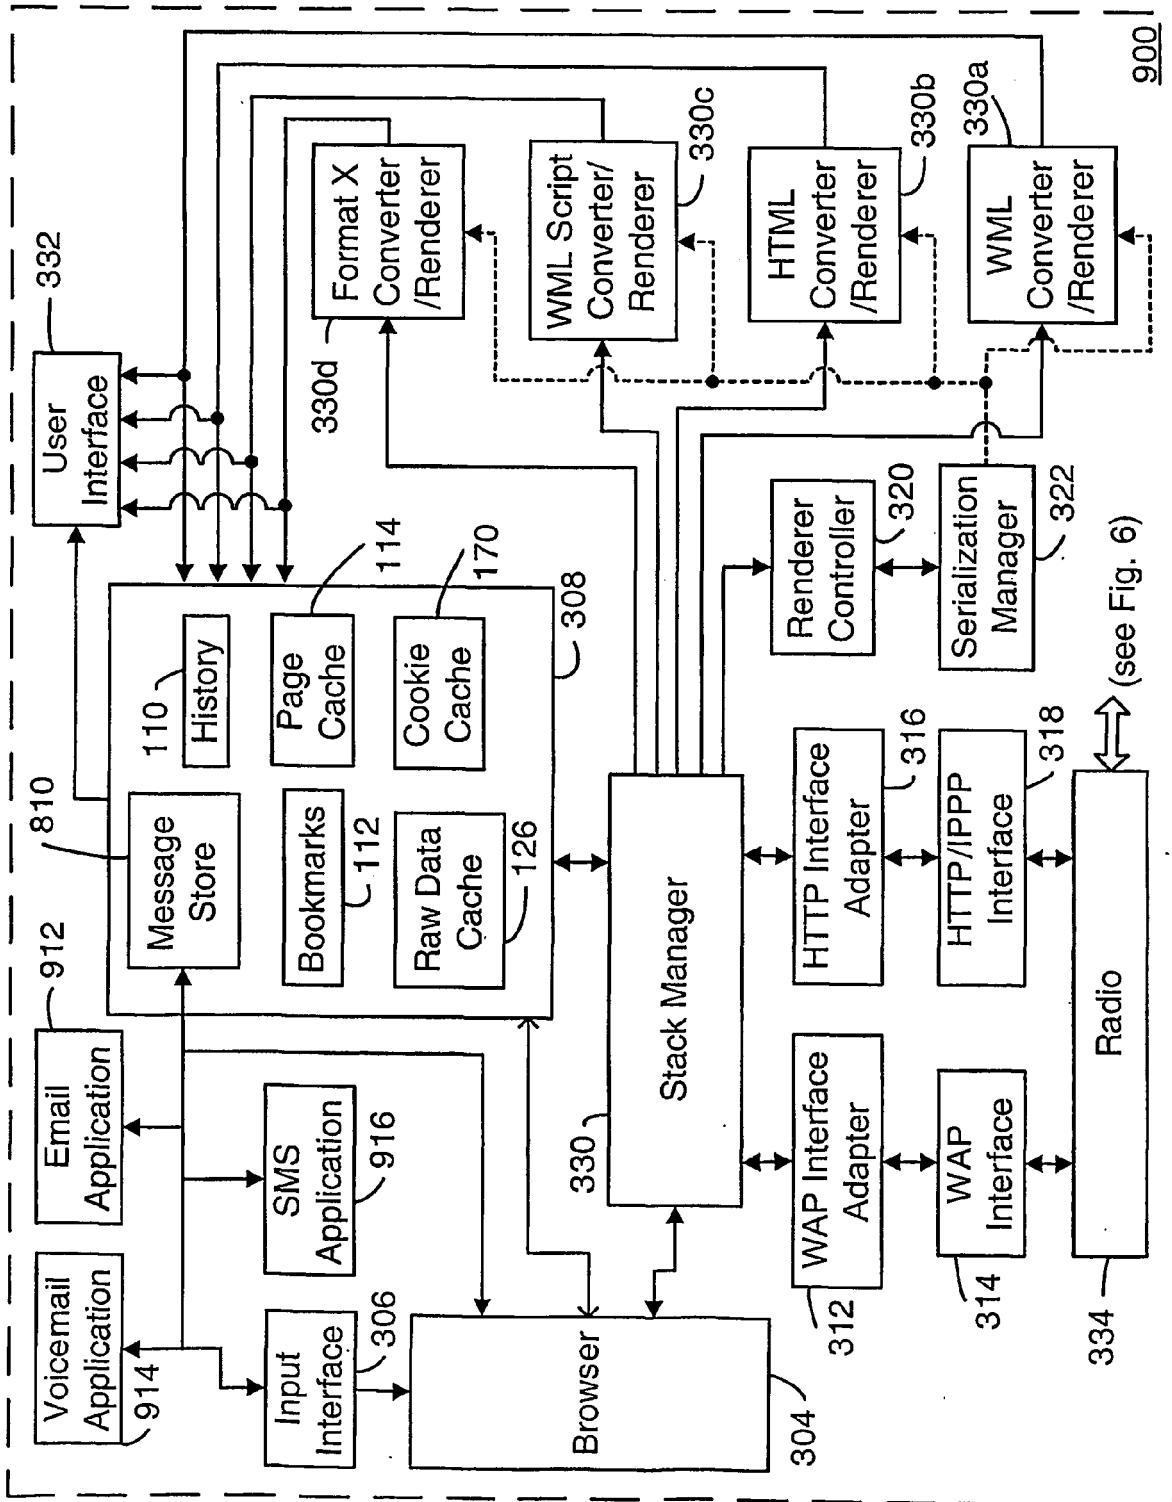 Voicemail
Application
914
Email
Application
912
810
User
Interface
332
Message
Store
110
History
Page
Cache
114
Bookmarks
112
Raw Data
Cache
126
Cookie
Cache
170
308
SMS
Application
916
Input
Interface
306
Browser
304
330
Stack Manager
Format X
Converter
/Renderer
330d
WML Script
Converter/
Renderer
330c
HTML
Converter
/Renderer
330b
WML
Converter
/Renderer
330a
Renderer
Controller
320
Serialization
Manager
322
WAP Interface
Adapter
312
HTTP Interface
Adapter
316
WAP
Interface
314
HTTP/IPPP
Interface
318
Radio
334
(see Fig. 6)
900